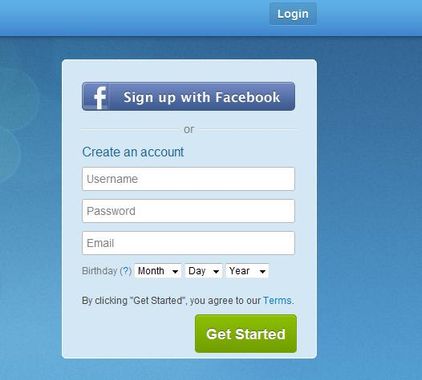 Login
f Sign up with Facebook
or
Create an account
Username
Password
Email
Birthday (?) Month Day Year
By clicking "Get Started", you agree to our Terms.
Get Started